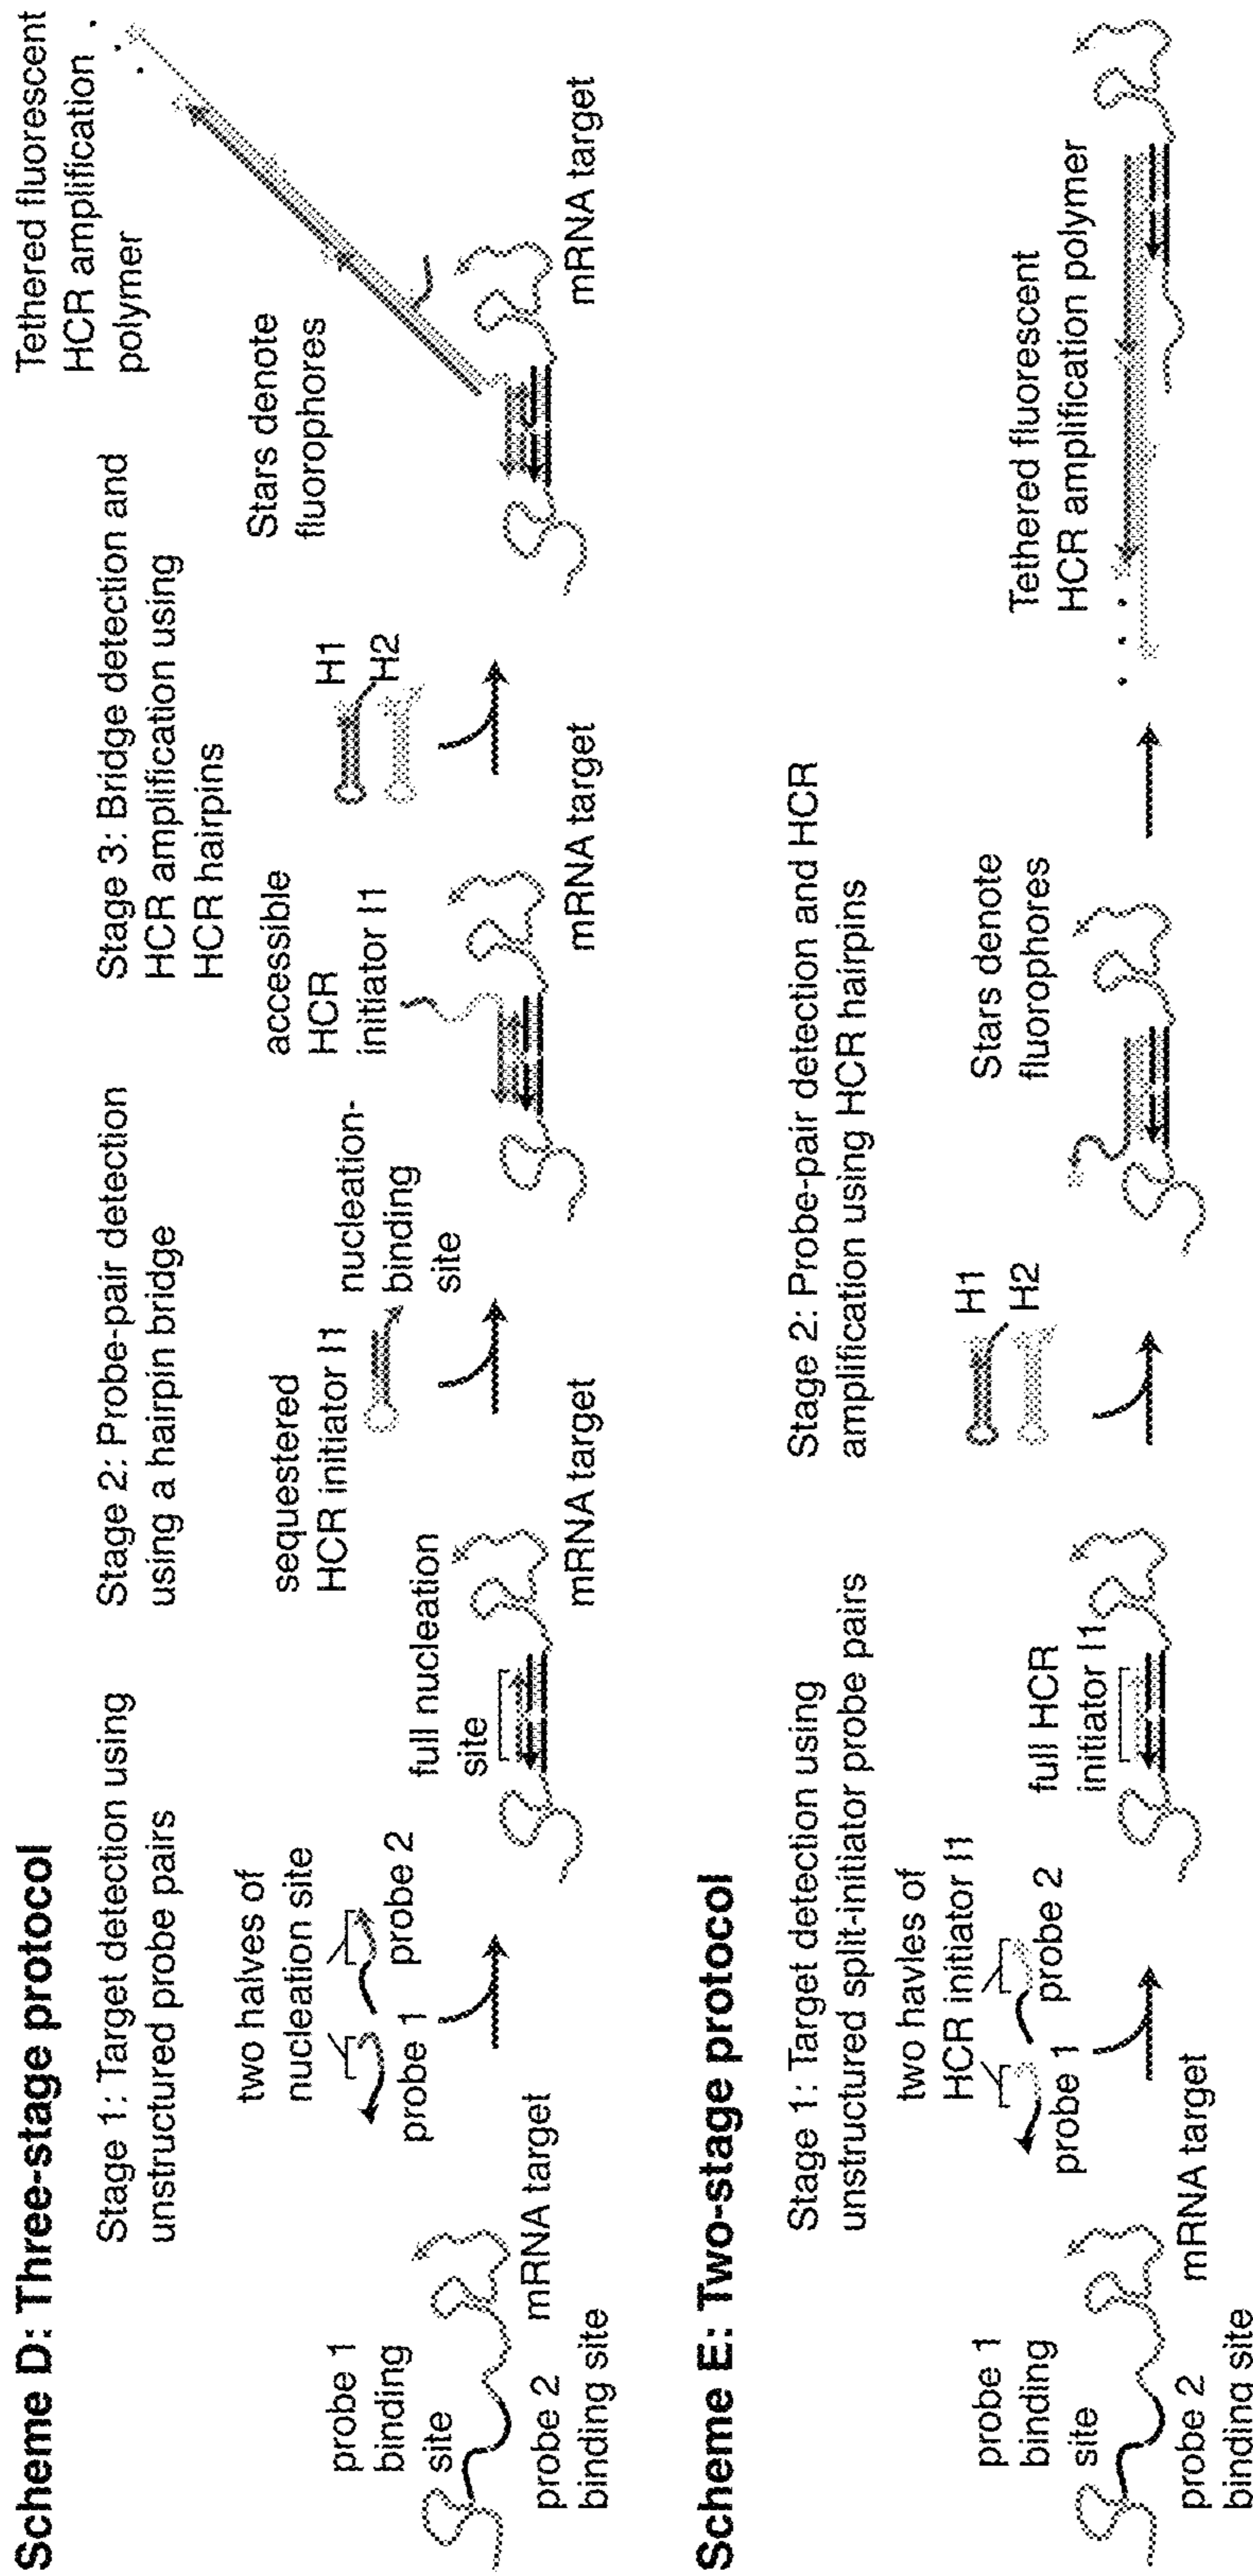 Scheme D: Three-stage protocol
Stage 1: Target detection using
unstructured probe pairs
two halves of
nucleation site
probe 1
probe 2
probe 1
binding
site
probe 2
binding site
mRNA target
full nucleation
site
Stage 2: Probe-pair detection
using a hairpin bridge
sequestered
HCR initiator I1
nucleation-
binding
site
mRNA target
accessible
HCR
initiator I1
mRNA target
Stage 3: Bridge detection and
HCR amplification using
HCR hairpins
H1
H2
Stars denote
fluorophores
Tethered fluorescent
HCR amplification
polymer
mRNA target
Scheme E: Two-stage protocol
Stage 1: Target detection using
unstructured split-initiator probe pairs
two havles of
HCR initiator I1
probe 1
probe 2
probe 1
binding
site
probe 2
binding site
mRNA target
full HCR
initiator I1
Stage 2: Probe-pair detection and HCR
amplification using HCR hairpins
H1
H2
Stars denote
fluorophores
Tethered fluorescent
HCR amplification polymer